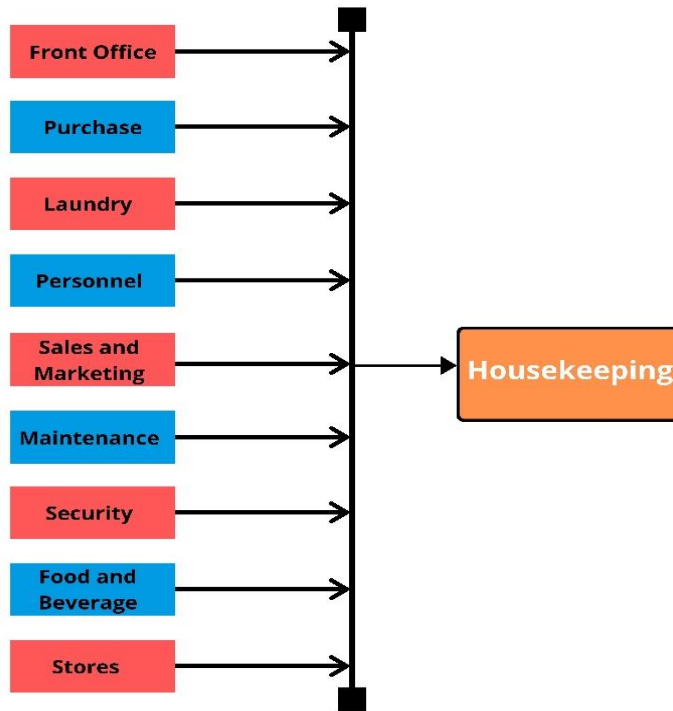 Front Office
Purchase
Laundry
Personnel
Sales and
Marketing
Housekeeping
Maintenance
Security
Food and
Beverage
Stores